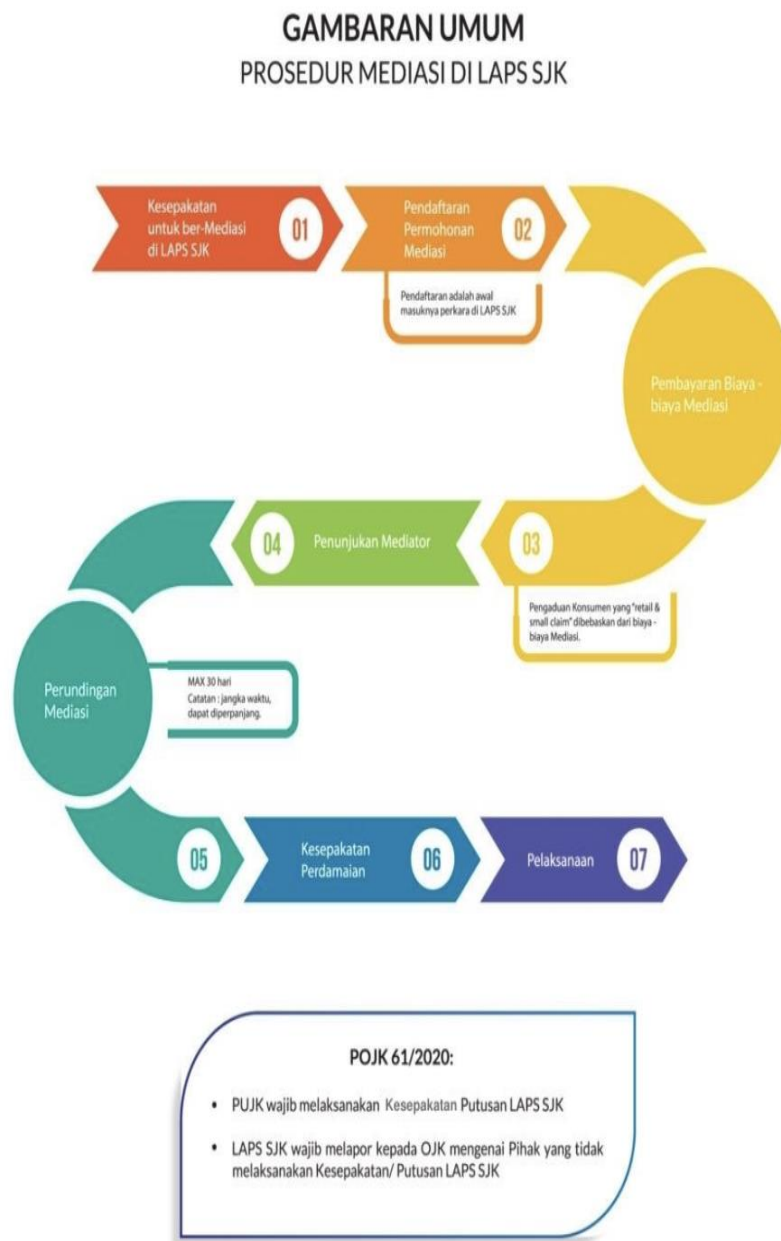 GAMBARAN UMUM
PROSEDUR MEDIASI DI LAPS SJK
Kesepakatan
untuk ber-Mediasi
di LAPS SJK
01
Pendaftaran
Permohonan
Mediasi
02
Pendaftaran adalah awal
masuknya perkara di LAPS SJK
Pembayaran Biaya -
biaya Mediasi
03
Pengaduan Konsumen yang "retail &
small claim" dibebaskan dari biaya -
biaya Mediasi.
04
Penunjukan Mediator
Perundingan
Mediasi
MAX 30 hari
Catatan : jangka waktu,
dapat diperpanjang.
05
Kesepakatan
Perdamaian
06
Pelaksanaan
07
POJK 61/2020:
• PUJK wajib melaksanakan Kesepakatan Putusan LAPS SJK
• LAPS SJK wajib melapor kepada OJK mengenai Pihak yang tidak
melaksanakan Kesepakatan/ Putusan LAPS SJK